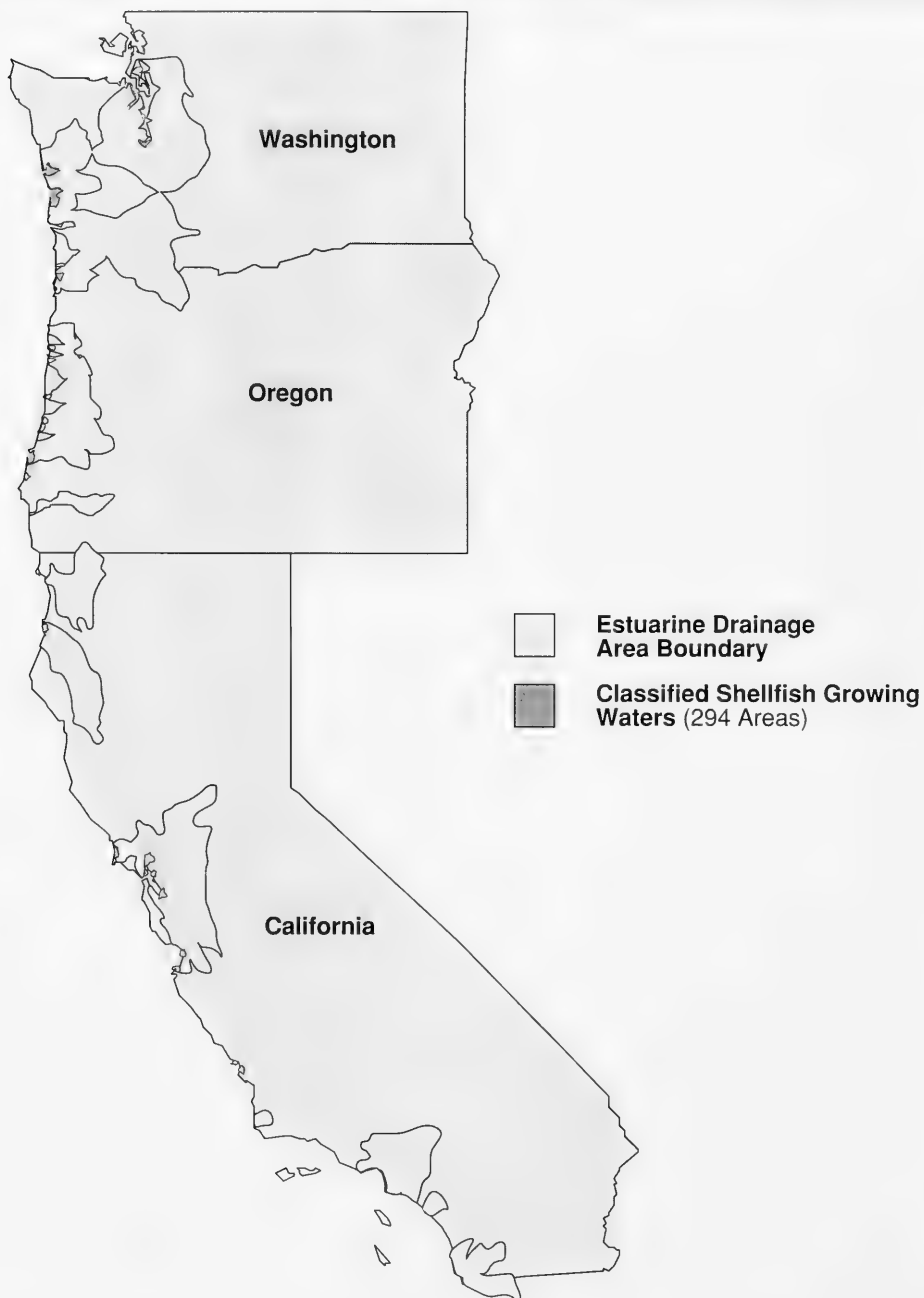 Washington
Oregon
Estuarine Drainage
Area Boundary
Classified Shellfish Growing
Waters (294 Areas)
California